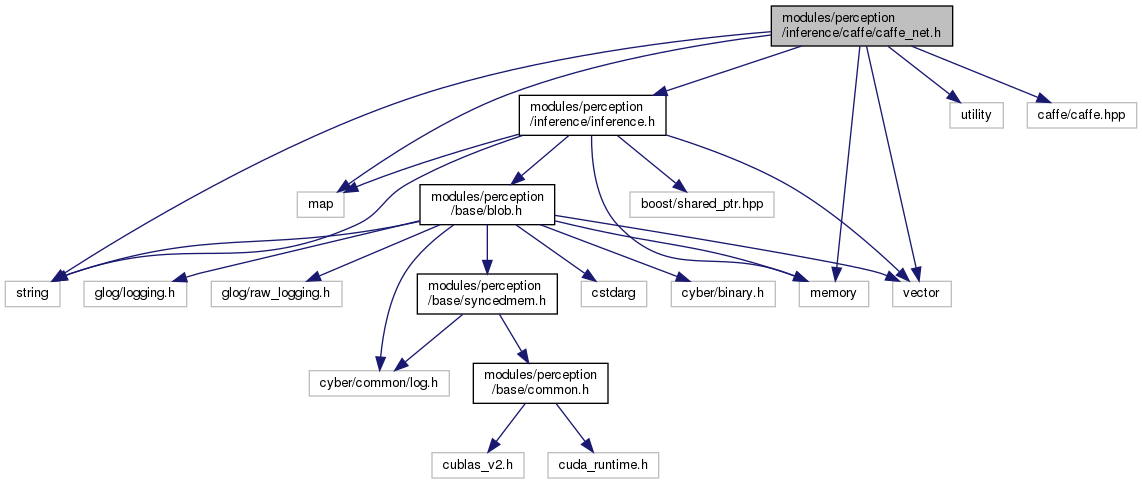 modules/perception
/inference/caffe/caffe_net.h
modules/perception
/inference/inference.h
utility
caffe/caffe.hpp
map
modules/perception
/base/blob.h
boost/shared_ptr.hpp
string
glog/logging.h
glog/raw_logging.h
modules/perception
/base/syncedmem.h
cstdarg
cyber/binary.h
memory
vector
cyber/common/log.h
modules/perception
/base/common.h
cublas_v2.h
cuda_runtime.h